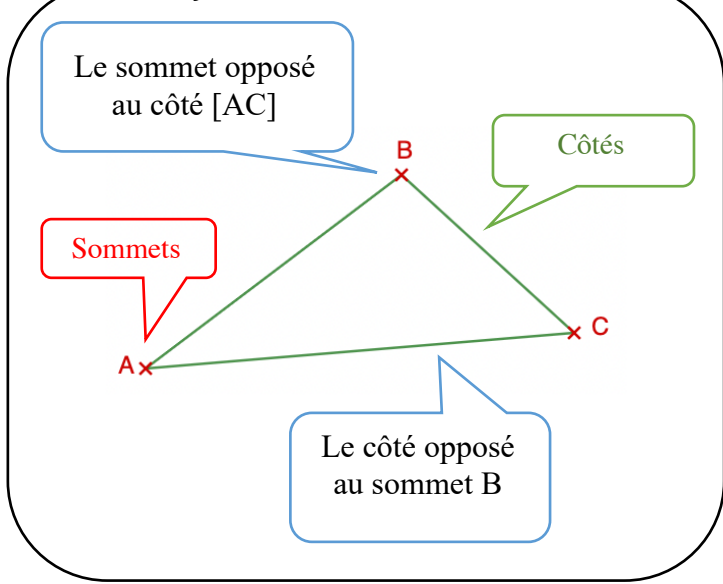 Le sommet opposé
au côté [AC]
B
Côtés
Sommets
C
A
Le côté opposé
au sommet B